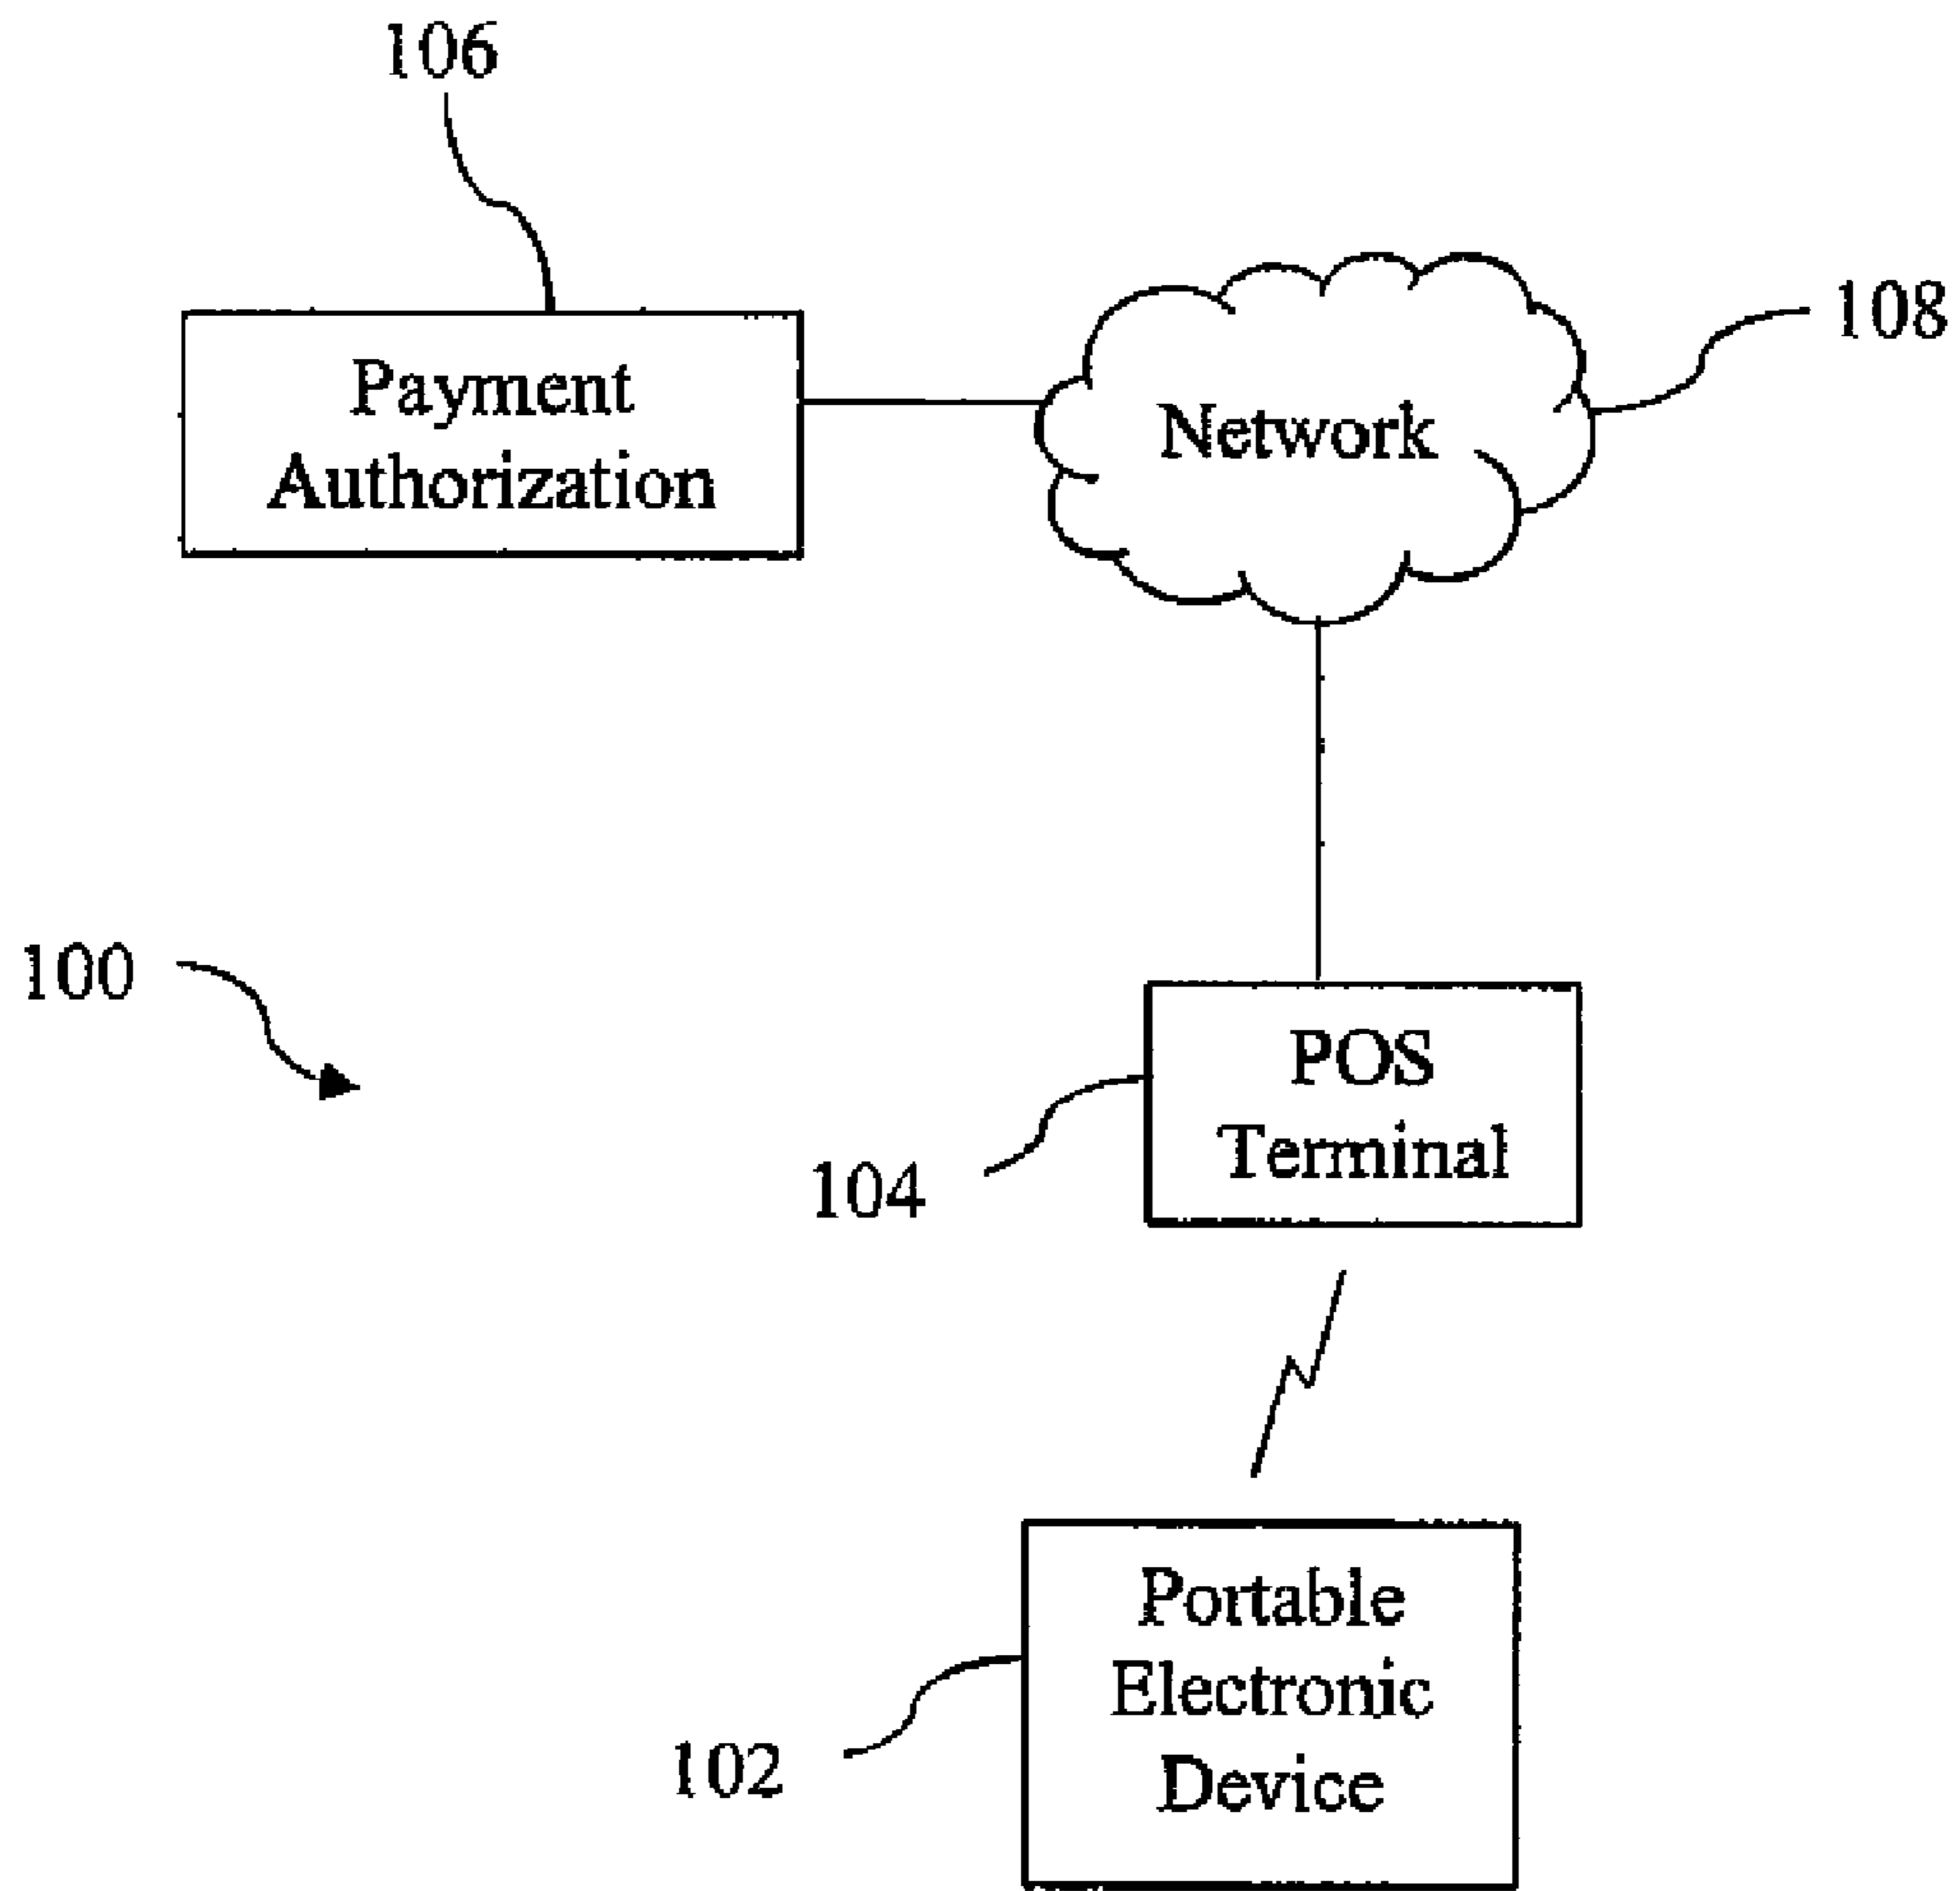 106
108
Payment
Authorization
Network
100
POS
Terminal
104
Portable
Electronic
Device
102